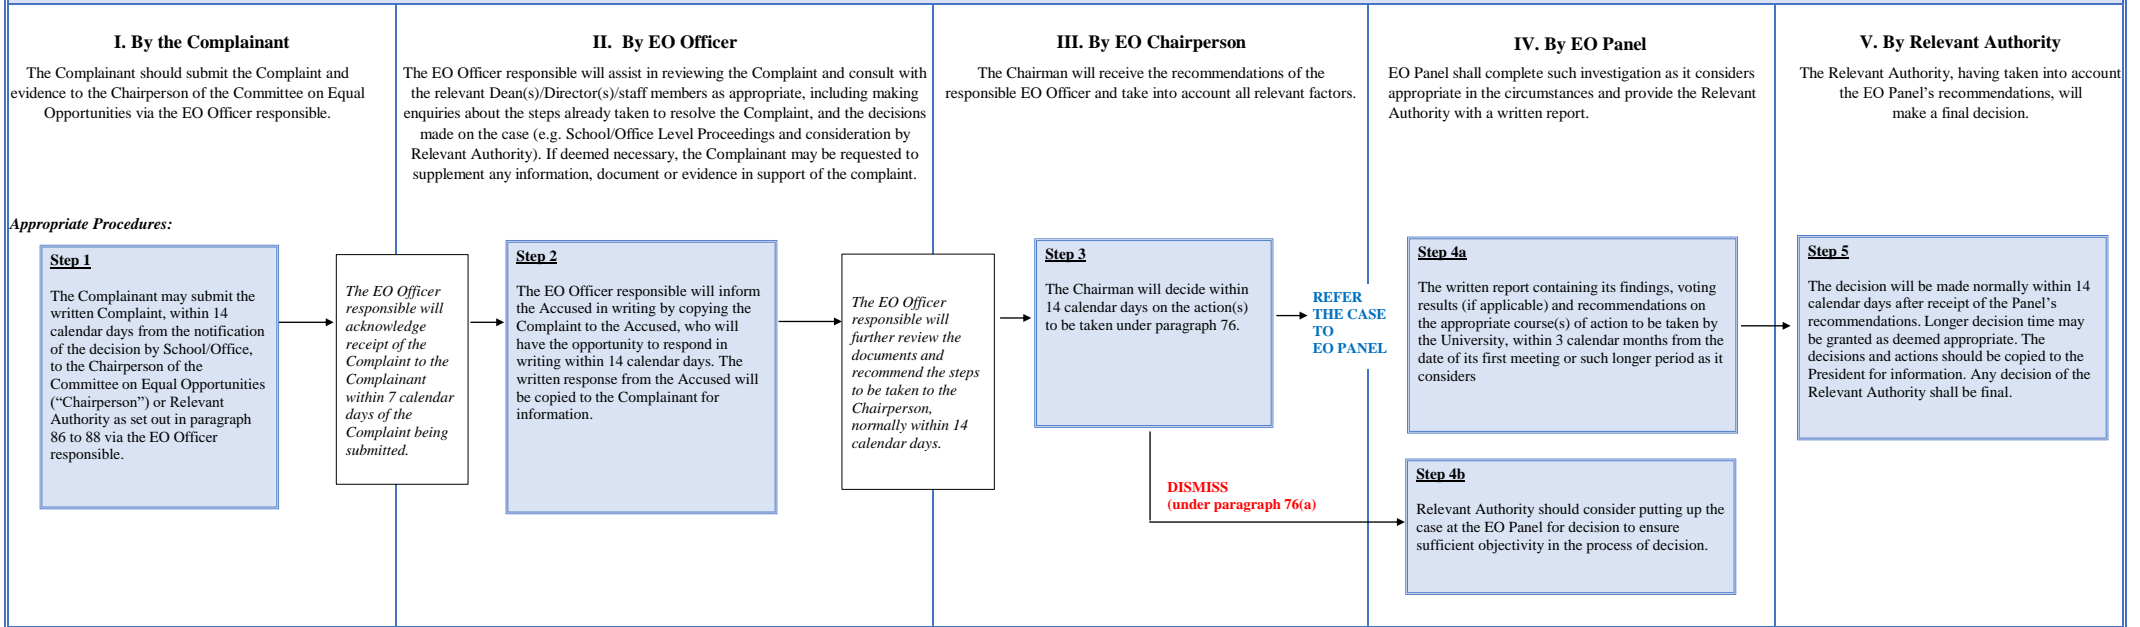 I. By the Complainant
The Complainant should submit the Complaint and
evidence to the Chairperson of the Committee on Equal
Opportunities via the EO Officer responsible.
II. By EO Officer
The EO Officer responsible will assist in reviewing the Complaint and consult with
the relevant Dean(s)/Director(s)/staff members as appropriate, including making
enquiries about the steps already taken to resolve the Complaint, and the decisions
made on the case (e.g. School/Office Level Proceedings and consideration by
Relevant Authority). If deemed necessary, the Complainant may be requested to
supplement any information, document or evidence in support of the complaint.
III. By EO Chairperson
The Chairman will receive the recommendations of the
responsible EO Officer and take into account all relevant factors.
IV. By EO Panel
EO Panel shall complete such investigation as it considers
appropriate in the circumstances and provide the Relevant
Authority with a written report.
V. By Relevant Authority
The Relevant Authority, having taken into account
the EO Panel's recommendations, will
make a final decision.
Appropriate Procedures:
Step 1
The Complainant may submit the
written Complaint, within 14
calendar days from the notification
of the decision by School/Office,
to the Chairperson of the
Committee on Equal Opportunities
("Chairperson") or Relevant
Authority as set out in paragraph
86 to 88 via the EO Officer
responsible.
The EO Officer
responsible will
acknowledge
receipt of the
Complaint to the
Complainant
within 7 calendar
days of the
Complaint being
submitted.
Step 2
The EO Officer responsible will inform
the Accused in writing by copying the
Complaint to the Accused, who will
have the opportunity to respond in
writing within 14 calendar days. The
written response from the Accused will
be copied to the Complainant for
information.
The EO Officer
responsible will
further review the
documents and
recommend the steps
to be taken to the
Chairperson,
normally within 14
calendar days.
Step 3
The Chairman will decide within
14 calendar days on the action(s)
to be taken under paragraph 76.
REFER
THE CASE
TO
EO PANEL
DISMISS
(under paragraph 76(a)
Step 4a
The written report containing its findings, voting
results (if applicable) and recommendations on
the appropriate course(s) of action to be taken by
the University, within 3 calendar months from the
date of its first meeting or such longer period as it
considers
Step 4b
Relevant Authority should consider putting up the
case at the EO Panel for decision to ensure
sufficient objectivity in the process of decision.
Step 5
The decision will be made normally within 14
calendar days after receipt of the Panel's
recommendations. Longer decision time may
be granted as deemed appropriate. The
decisions and actions should be copied to the
President for information. Any decision of the
Relevant Authority shall be final.